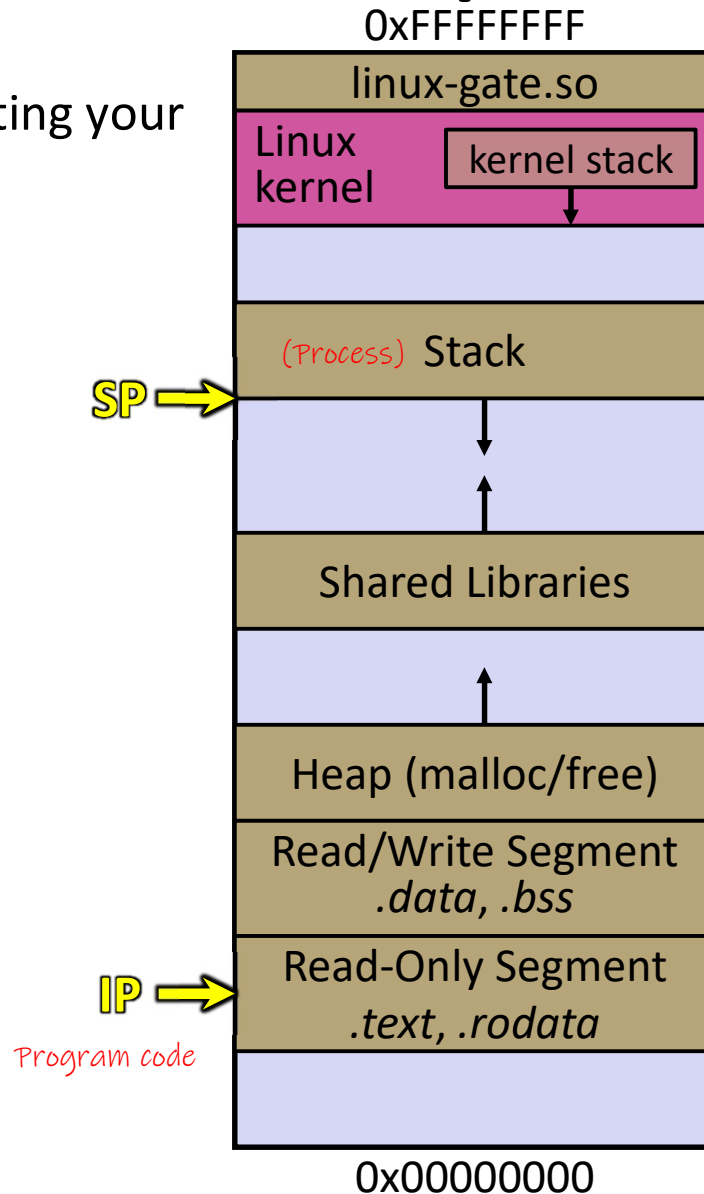 0xFFFFFFFF
linux-gate.so
ting your
Linux
kernel
kernel stack
(Process) Stack
SP
Shared Libraries
Heap (malloc/free)
Read/Write Segment
.data, .bss
Read-Only Segment
IP
.text, .rodata
Program code
0x00000000